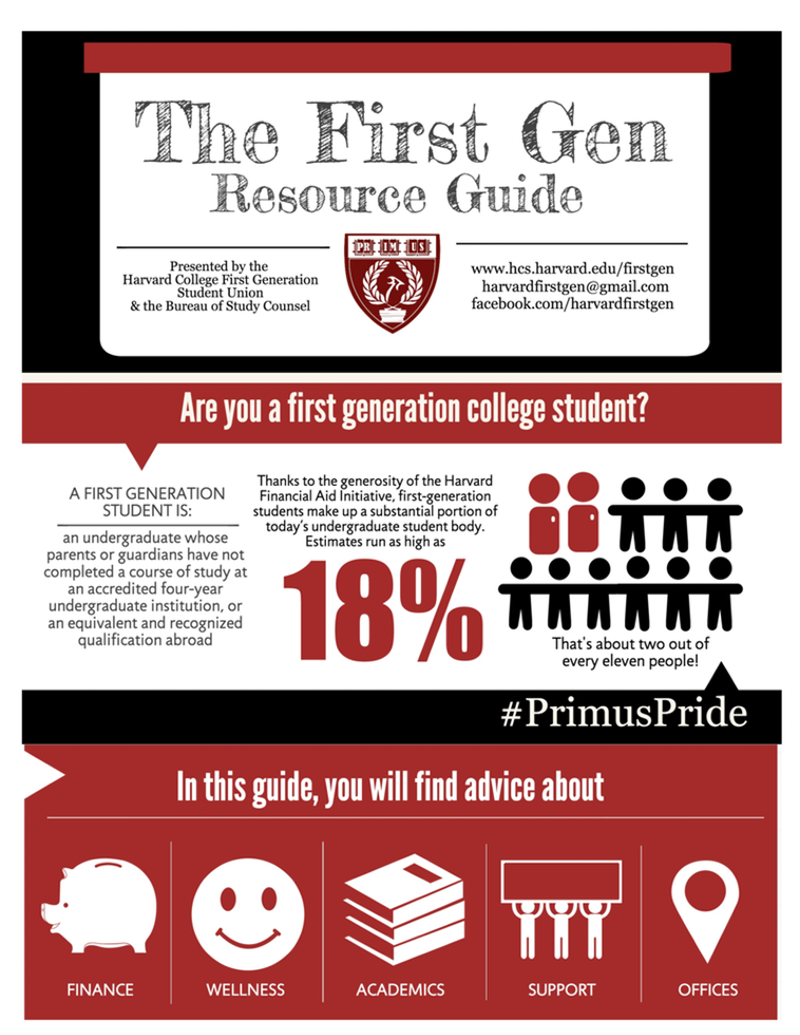 The First Gen
Resource Guide
Presented by the
Harvard College First Generation
Student Union
& the Bureau of Study Counsel
PR IM US
www.hcs.harvard.edu/firstgen
harvardfirstgen@gmail.com
facebook.com/harvardfirstgen
Are you a first generation college student?
A FIRST GENERATION
STUDENT IS:
an undergraduate whose
parents or guardians have not
completed a course of study at
an accredited four-year
undergraduate institution, or
an equivalent and recognized
qualification abroad
Thanks to the generosity of the Harvard
Financial Aid Initiative, first-generation
students make up a substantial portion of
today's undergraduate student body.
Estimates run as high as
18%
That's about two out of
every eleven people!
#PrimusPride
In this guide, you will find advice about
FINANCE
WELLNESS
ACADEMICS
SUPPORT
OFFICES